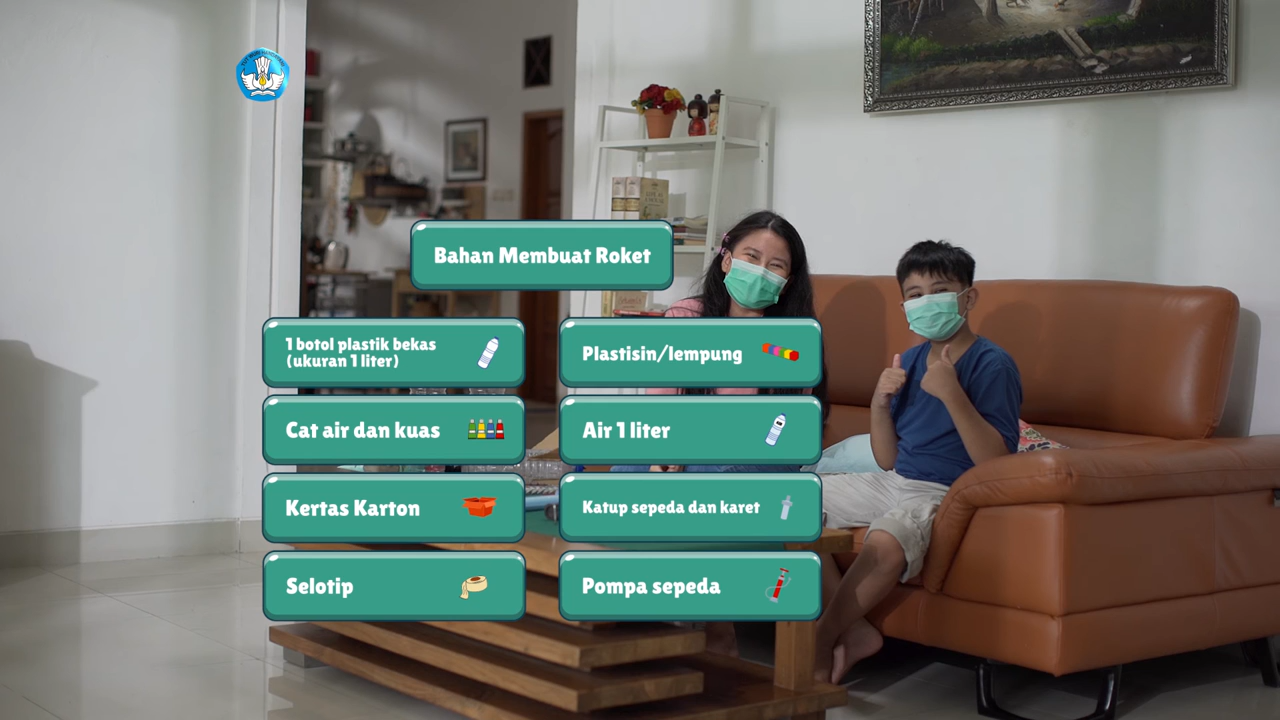 Bahan Membuat Roket
1 botol plastik bekas
(ukuran 1 liter)
Plastisin/lempung
Cat air dan kuas
Air 1 liter
Kertas Karton
Katup sepeda dan karet
Selotip
Pompa sepeda